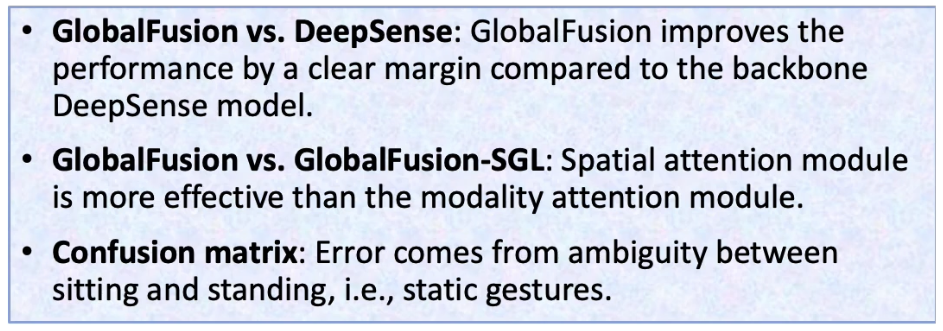 • GlobalFusion vs. DeepSense: GlobalFusion improves the
performance by a clear margin compared to the backbone
DeepSense model.
• GlobalFusion vs. GlobalFusion-SGL: Spatial attention module
is more effective than the modality attention module.
• Confusion matrix: Error comes from ambiguity between
sitting and standing, i.e., static gestures.